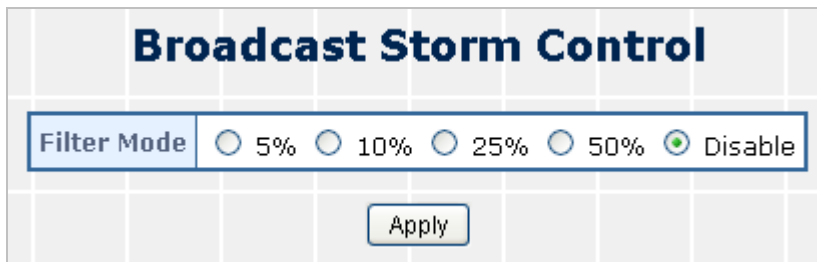 Broadcast Storm Control
Filter Mode 5% 10% 25% 50% Disable
Apply